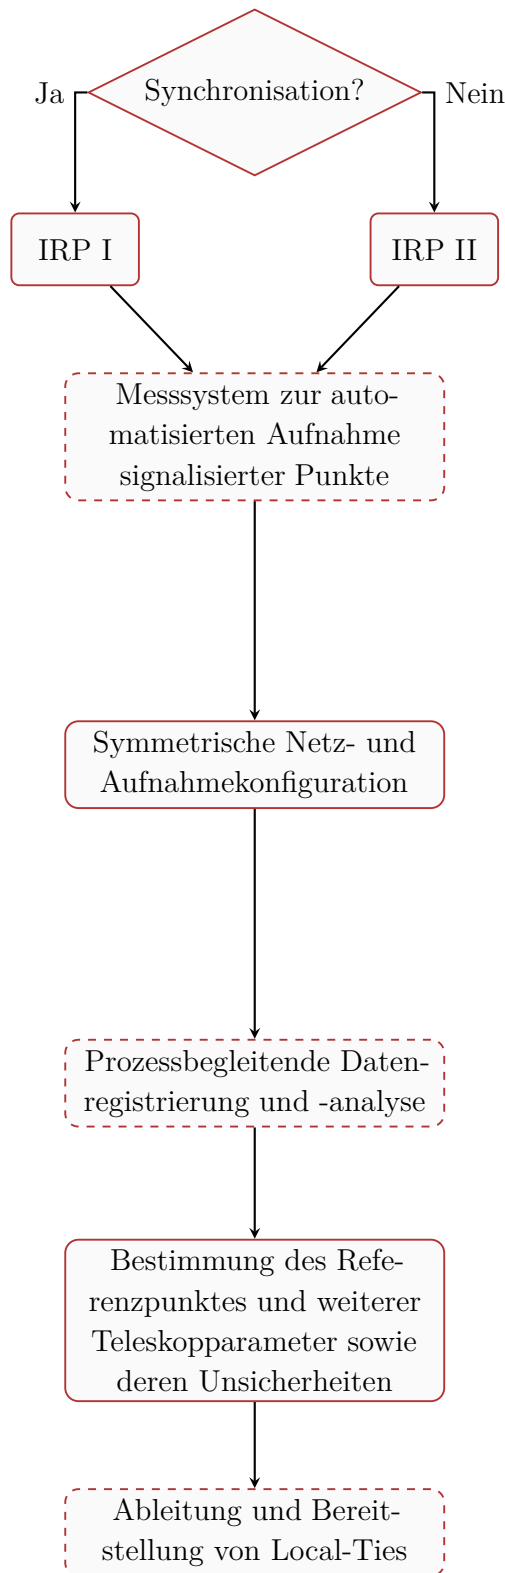 Synchronisation?
Ja
Nein
IRP I
IRP II
Messsystem zur auto-
matisierten Aufnahme
signalisierter Punkte
Symmetrische Netz- und
Aufnahmekonfiguration
Prozessbegleitende Daten-
registrierung und -analyse
Bestimmung des Refe-
renzpunktes und weiterer
Teleskopparameter sowie
deren Unsicherheiten
Ableitung und Bereit-
stellung von Local-Ties